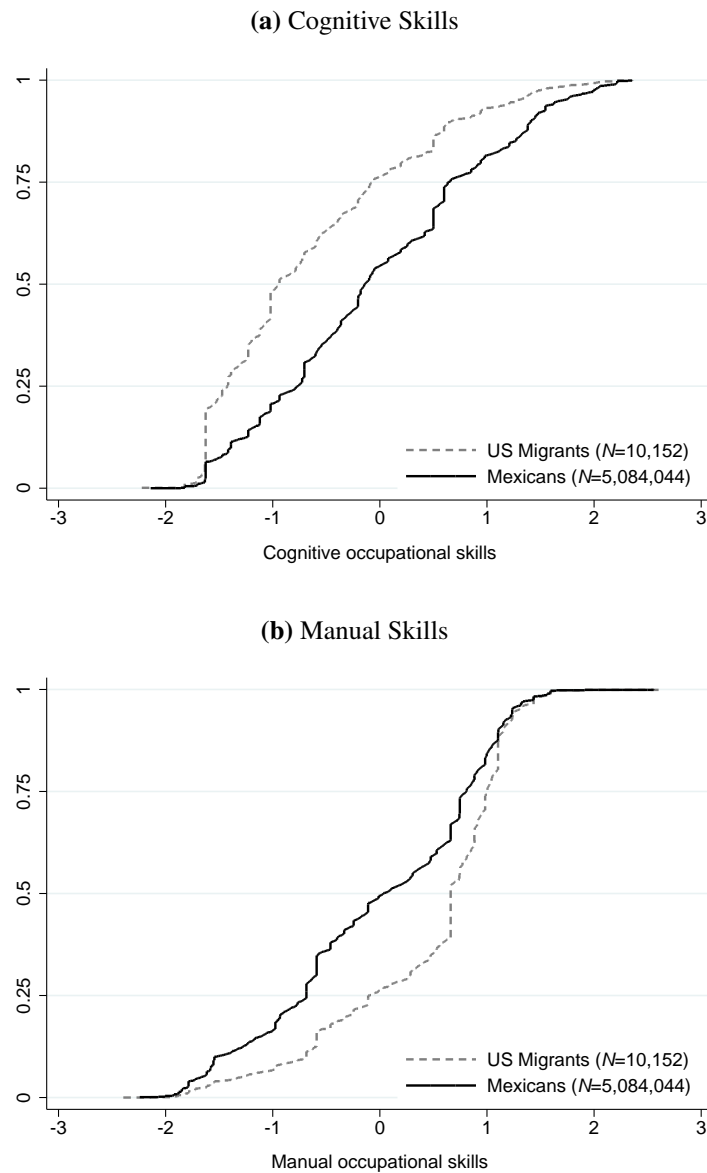 (a) Cognitive Skills
1
0.75
0.5
0.25
0
US Migrants (N=10,152)
Mexicans (N=5,084,044)
-3 -2 -1 0 1 2 3
Cognitive occupational skills
(b) Manual Skills
1
0.75
0.5
0.25
0
US Migrants (N=10,152)
Mexicans (N=5,084,044)
-3 -2 -1 0 1 2 3
Manual occupational skills